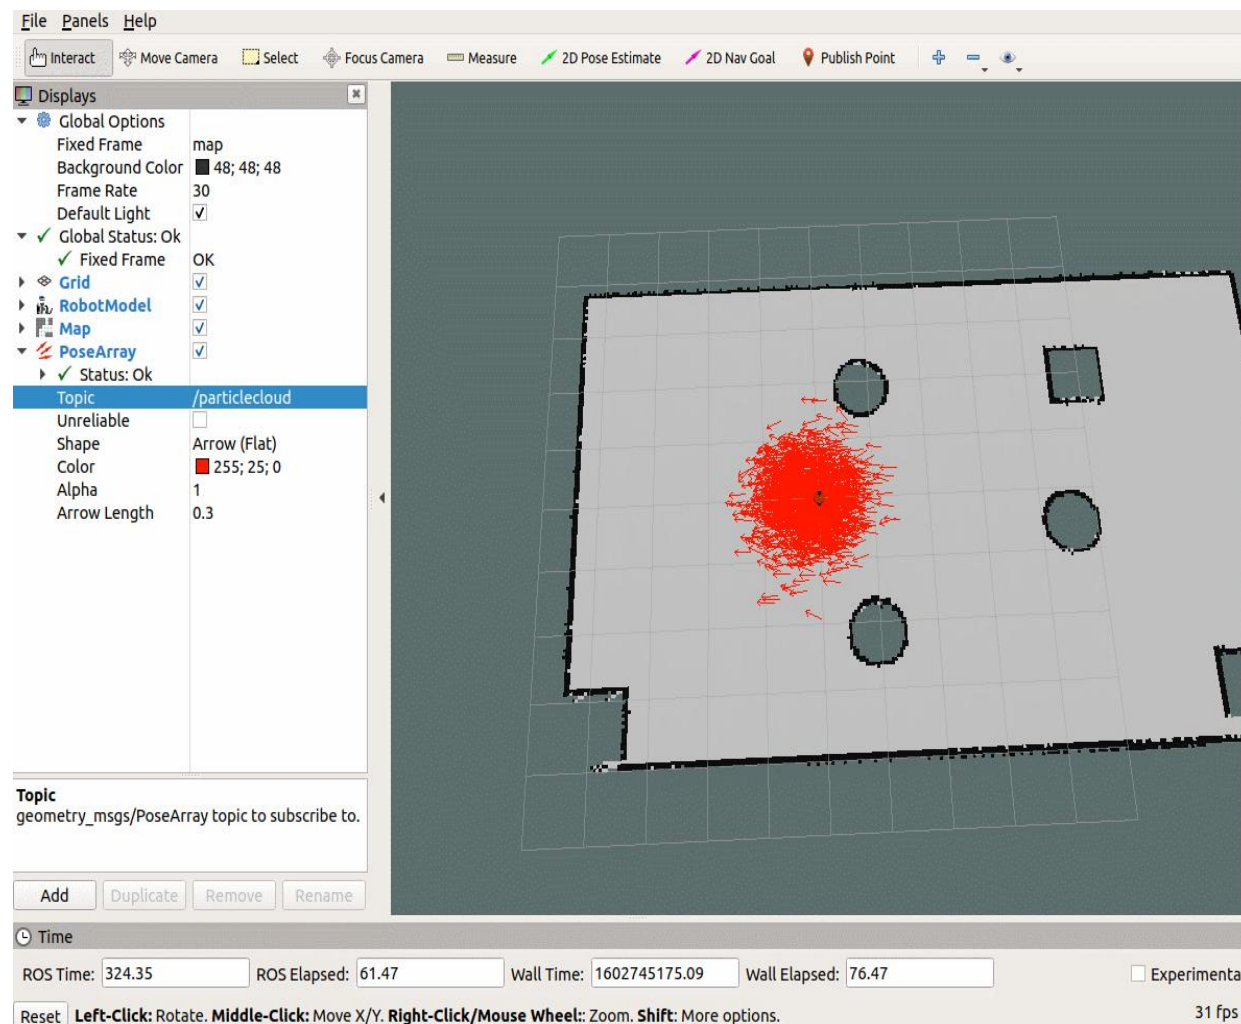 File Panels Help
Interact Move Camera Select Focus Camera Measure 2D Pose Estimate 2D Nav Goal Publish Point
Displays
Global Options
Fixed Frame map
Background Color 48; 48; 48
Frame Rate 30
Default Light
Global Status: Ok
Fixed Frame OK
Grid
RobotModel
Map
PoseArray
Status: Ok
Topic /particlecloud
Unreliable
Shape Arrow (Flat)
Color 255; 25; 0
Alpha 1
Arrow Length 0.3
Topic
geometry_msgs/PoseArray topic to subscribe to.
Add Duplicate Remove Rename
Time
ROS Time: 324.35 ROS Elapsed: 61.47 Wall Time: 1602745175.09 Wall Elapsed: 76.47 Experimenta
Reset Left-Click: Rotate. Middle-Click: Move X/Y. Right-Click/Mouse Wheel:: Zoom. Shift: More options. 31 fps